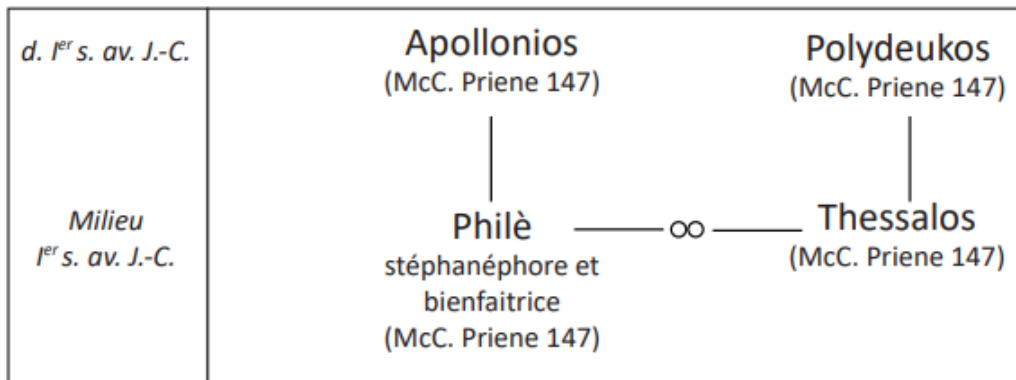 d. Ier s. av. J.-C.
Apollonios
(McC. Priene 147)
Polydeukos
(McC. Priene 147)
Milieu
Ier s. av. J.-C.
Philè
stéphanéphore et
bienfaitrice
(McC. Priene 147)
Thessalos
(McC. Priene 147)